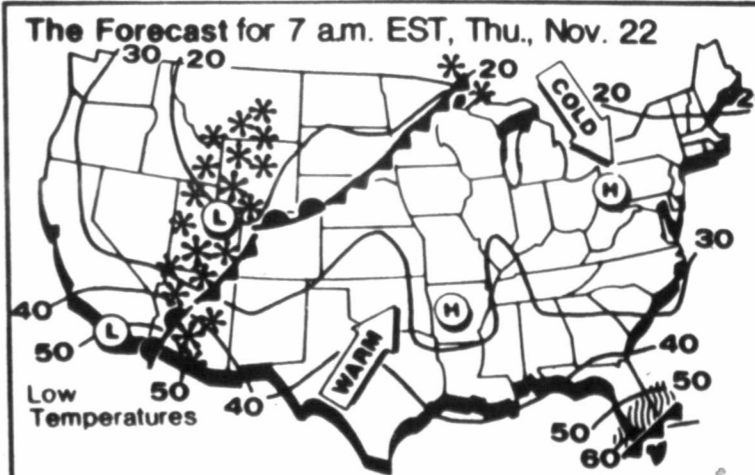 The Forecast for 7 a.m. EST, Thu., Nov. 22
30 20
20
COLD
20
2
L
H
30
40
L
50
50
Low
Temperatures
40
WARM
H
40
50
50
60